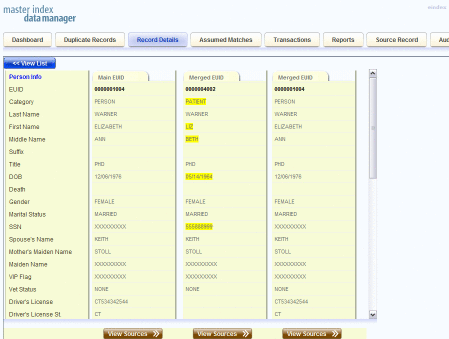 master index
data manager
Dashboard Duplicate Records Record Details Assumed Matches Transactions Reports Source Record Aud
<< View List
Person Info Main EUID Merged EUID Merged EUID
EUID 0000001004 0000004002 0000001004
Category PERSON PATIENT PERSON
Last Name WARNER WARNER WARNER
First Name ELIZABETH LIZ ELIZABETH
Middle Name ANN BETH ANN
Suffix
Title PHD PHD PHD
DOB 12/06/1976 05/14/1964 12/06/1976
Death
Gender FEMALE FEMALE FEMALE
Marital Status MARRIED MARRIED MARRIED
SSN XXXXXXXXX 555550999 XXXXXXXXX
Spouse's Name KEITH KEITH KEITH
Mother's Maiden Name STOLL STOLL STOLL
Maiden Name XXXXXXXXX XXXXXXXXX XXXXXXXXX
VIP Flag XXXXXXXXX XXXXXXXXX XXXXXXXXX
Vet Status NONE NONE NONE
Driver's License CT534342544 CT534342544
Driver's License St. CT CT
View Sources >> View Sources >> View Sources >>